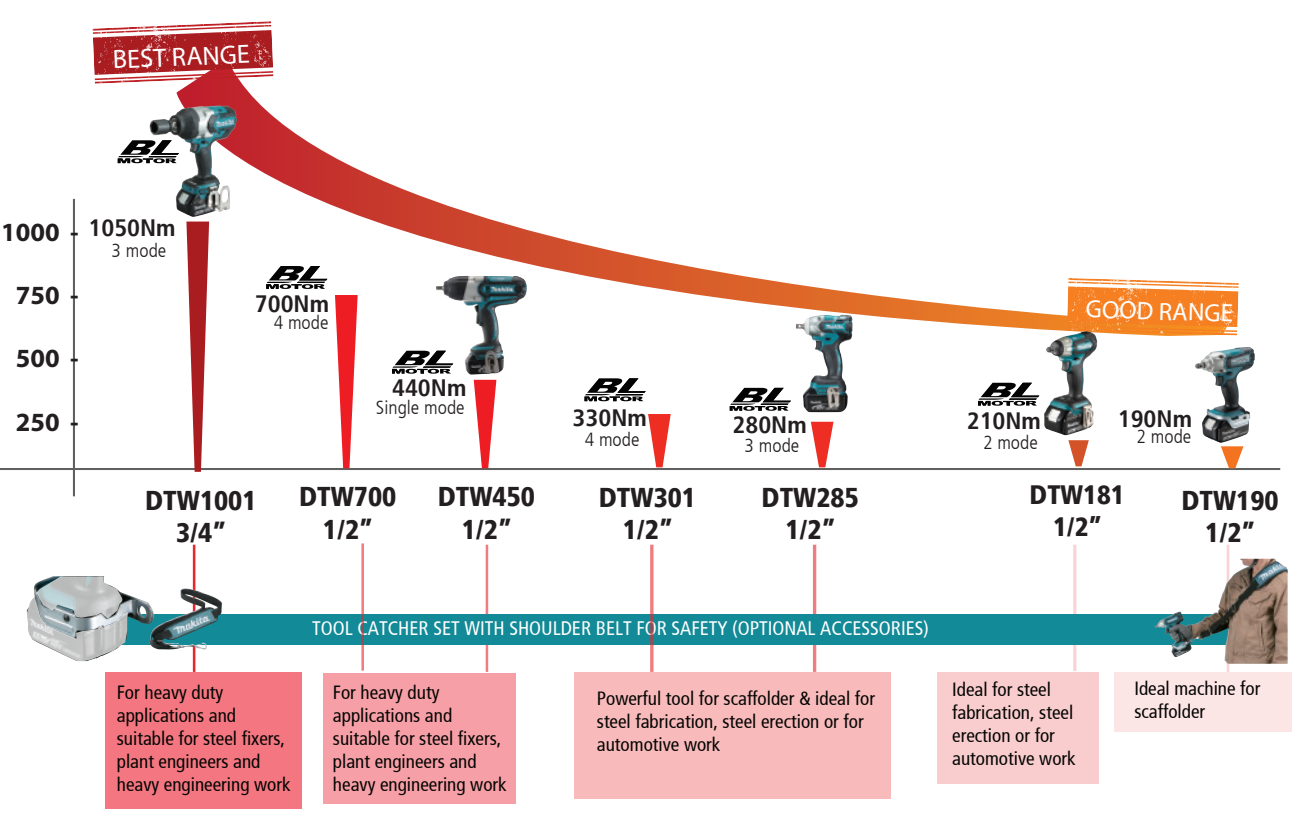 BEST RANGE
BL
MOTOR
1050Nm
3 mode
1000
750
500
250
BL
MOTOR
700Nm
4 mode
BL
MOTOR
440Nm
Single mode
BL
MOTOR
330Nm
4 mode
BL
MOTOR
280Nm
3 mode
GOOD RANGE
BL
MOTOR
210Nm
2 mode
190Nm
2 mode
DTW1001
3/4”
DTW700
1/2”
DTW450
1/2”
DTW301
1/2”
DTW285
1/2”
DTW181
1/2”
DTW190
1/2”
makita
TOOL CATCHER SET WITH SHOULDER BELT FOR SAFETY (OPTIONAL ACCESSORIES)
For heavy duty
applications and
suitable for steel fixers,
plant engineers and
heavy engineering work
For heavy duty
applications and
suitable for steel fixers,
plant engineers and
heavy engineering work
Powerful tool for scaffolder & ideal for
steel fabrication, steel erection or for
automotive work
Ideal for steel
fabrication, steel
erection or for
automotive work
Ideal machine for
scaffolder